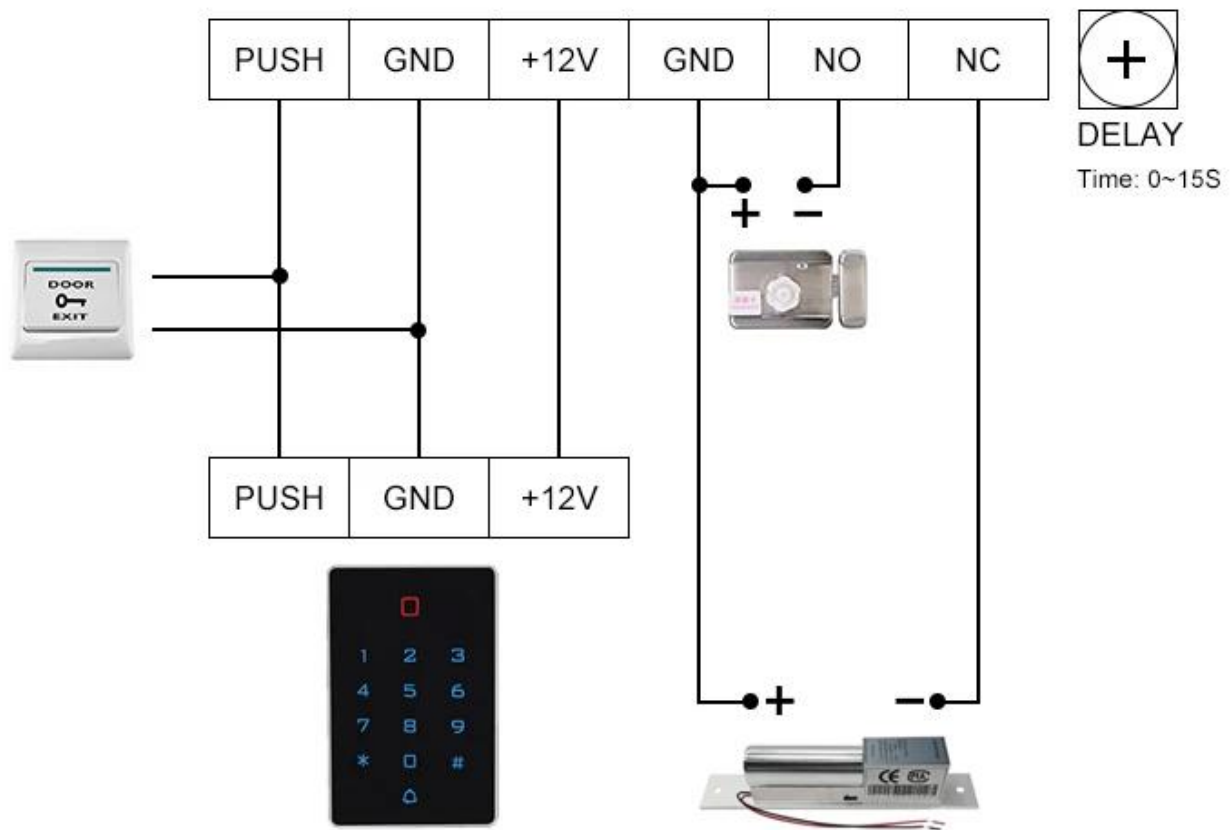 PUSH GND +12V GND NO NC
+
DELAY
Time: 0~15S
+ −
DOOR
EXIT
PUSH GND +12V
1 2 3
4 5 6
7 8 9
* 0 #
+ −
CE